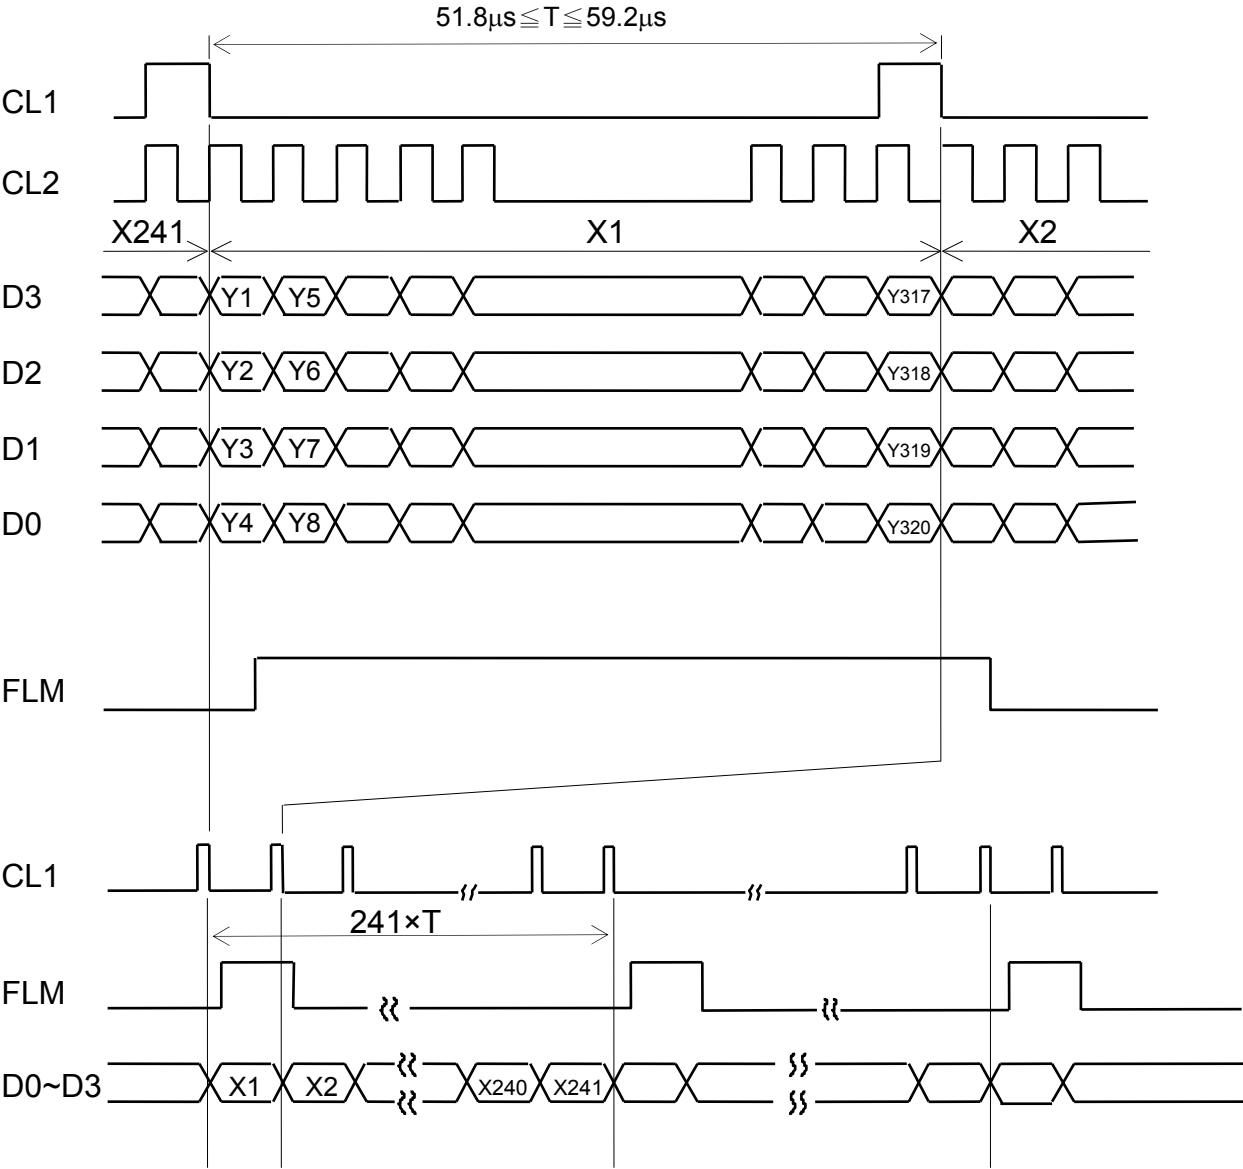 51.8μs≦T≦59.2μs
CL1
CL2
X241 X1 X2
D3 Y1 Y5 Y317
D2 Y2 Y6 Y318
D1 Y3 Y7 Y319
D0 Y4 Y8 Y320
FLM
CL1
241×T
FLM
D0~D3 X1 X2 X240 X241